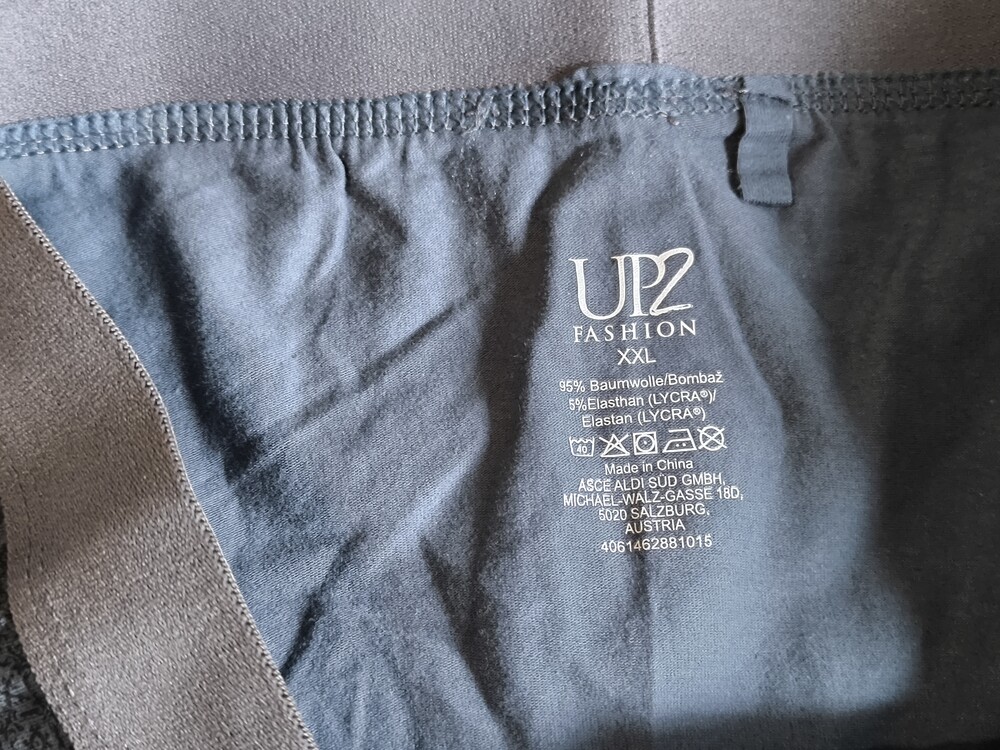 UP2
FASHION
XXL
95% Baumwolle/Bombaž
5%Elasthan (LYCRA®)/
Elastan (LYCRA®)
40
Made in China
ASCE ALDI SÜD GMBH,
MICHAEL-WALZ-GASSE 18D,
5020 SALZBURG,
AUSTRIA
4061462881015